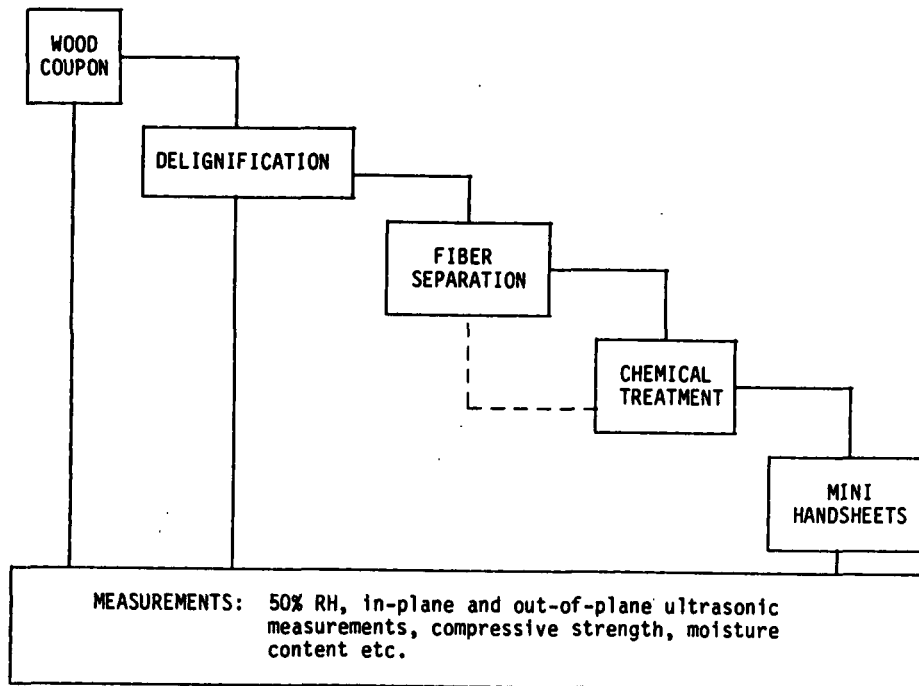 WOOD
COUPON
DELIGNIFICATION
FIBER
SEPARATION
CHEMICAL
TREATMENT
MINI
HANDSHEETS
MEASUREMENTS: 50% RH, in-plane and out-of-plane ultrasonic
measurements, compressive strength, moisture
content etc.